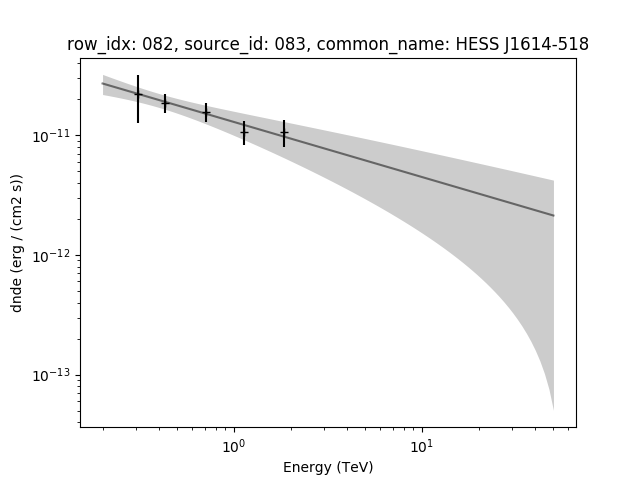 row_idx: 082, source_id: 083, common_name: HESS J1614-518
10⁻¹¹
10⁻¹²
10⁻¹³
dnde (erg / (cm2 s))
10⁰
10¹
Energy (TeV)